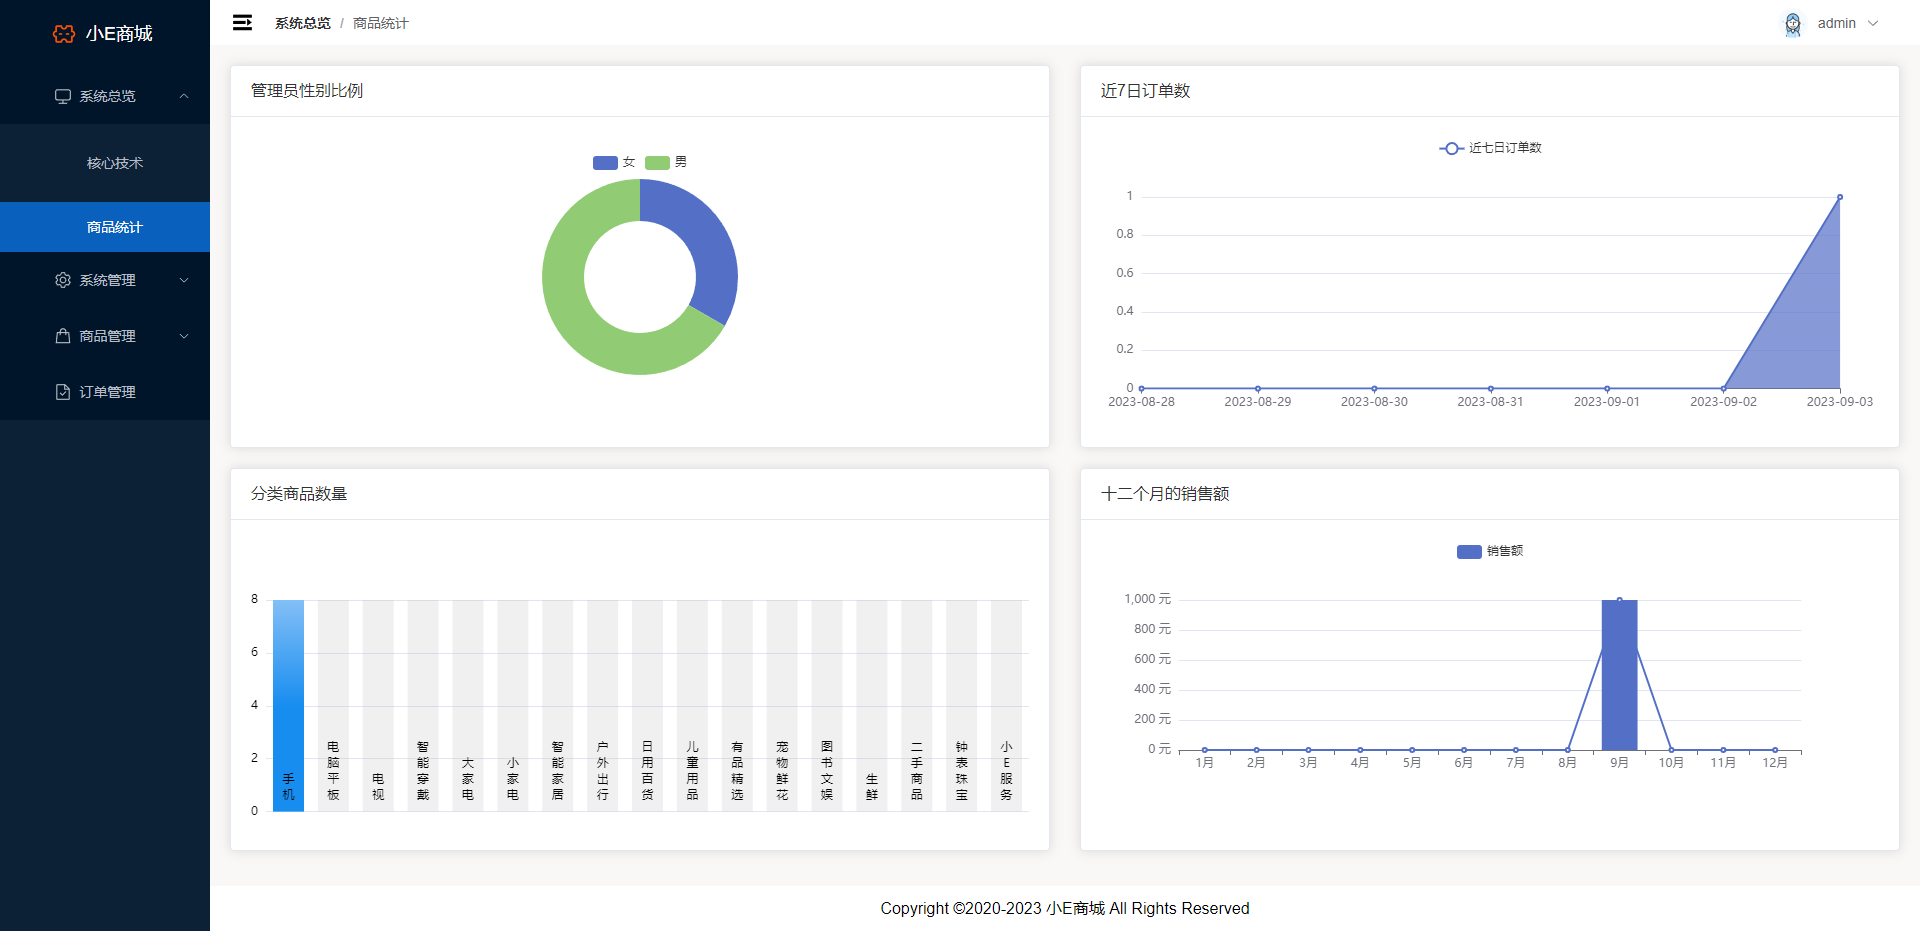 小E商城
系统总览
核心技术
商品统计
系统管理
商品管理
订单管理
系统总览 / 商品统计
admin
管理员性别比例
女 男
近7日订单数
近七日订单数
1
0.8
0.6
0.4
0.2
0
2023-08-28 2023-08-29 2023-08-30 2023-08-31 2023-09-01 2023-09-02 2023-09-03
分类商品数量
8
6
4
2
0
手机
电脑平板
电视
智能穿戴
大家电
小家电
智能家居
户外出行
日用百货
儿童用品
有品精选
宠物鲜花
图书文娱
生鲜
二手商品
钟表珠宝
小E服务
十二个月的销售额
销售额
1,000 元
800 元
600 元
400 元
200 元
0 元
1月 2月 3月 4月 5月 6月 7月 8月 9月 10月 11月 12月
Copyright ©2020-2023 小E商城 All Rights Reserved